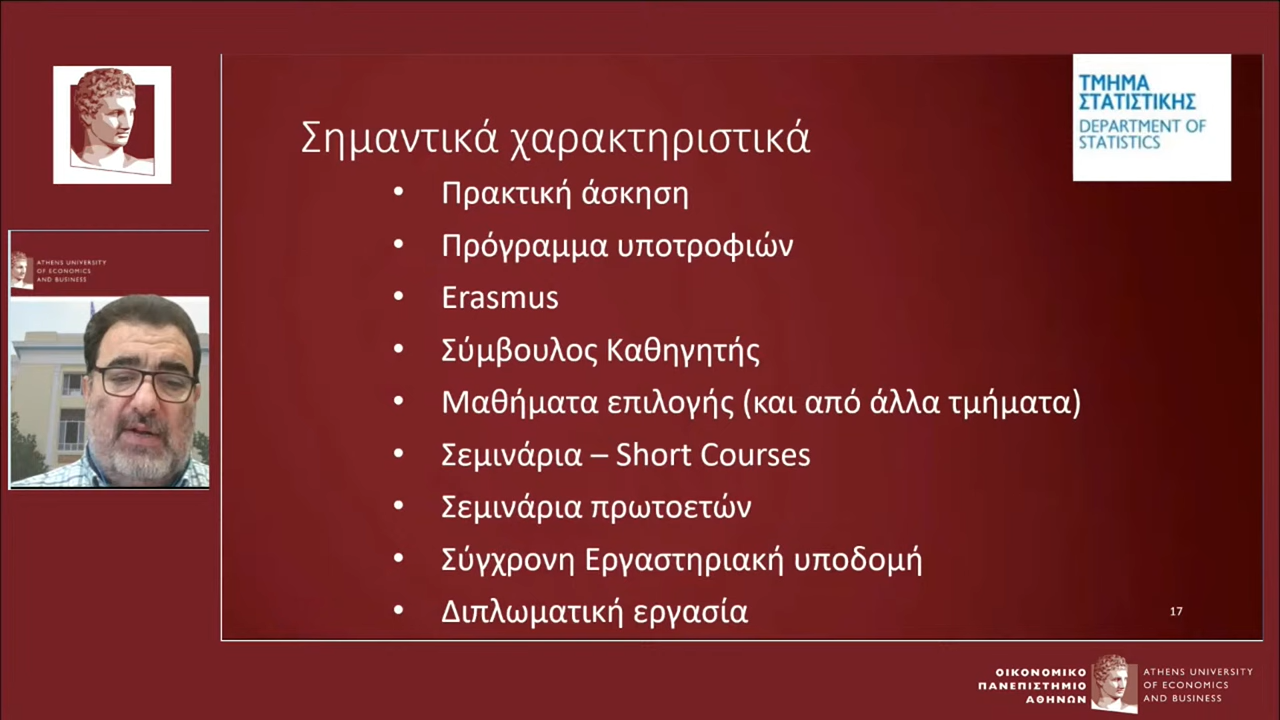 ΤΜΗΜΑ
ΣΤΑΤΙΣΤΙΚΗΣ
DEPARTMENT OF
STATISTICS
Σημαντικά χαρακτηριστικά
• Πρακτική άσκηση
• Πρόγραμμα υποτροφιών
• Erasmus
• Σύμβουλος Καθηγητής
• Μαθήματα επιλογής (και από άλλα τμήματα)
• Σεμινάρια – Short Courses
• Σεμινάρια πρωτοετών
• Σύγχρονη Εργαστηριακή υποδομή
• Διπλωματική εργασία
17
ATHENS UNIVERSITY
OF ECONOMICS
AND BUSINESS
ΟΙΚΟΝΟΜΙΚΟ
ΠΑΝΕΠΙΣΤΗΜΙΟ
ΑΘΗΝΩΝ
ATHENS UNIVERSITY
OF ECONOMICS
AND BUSINESS